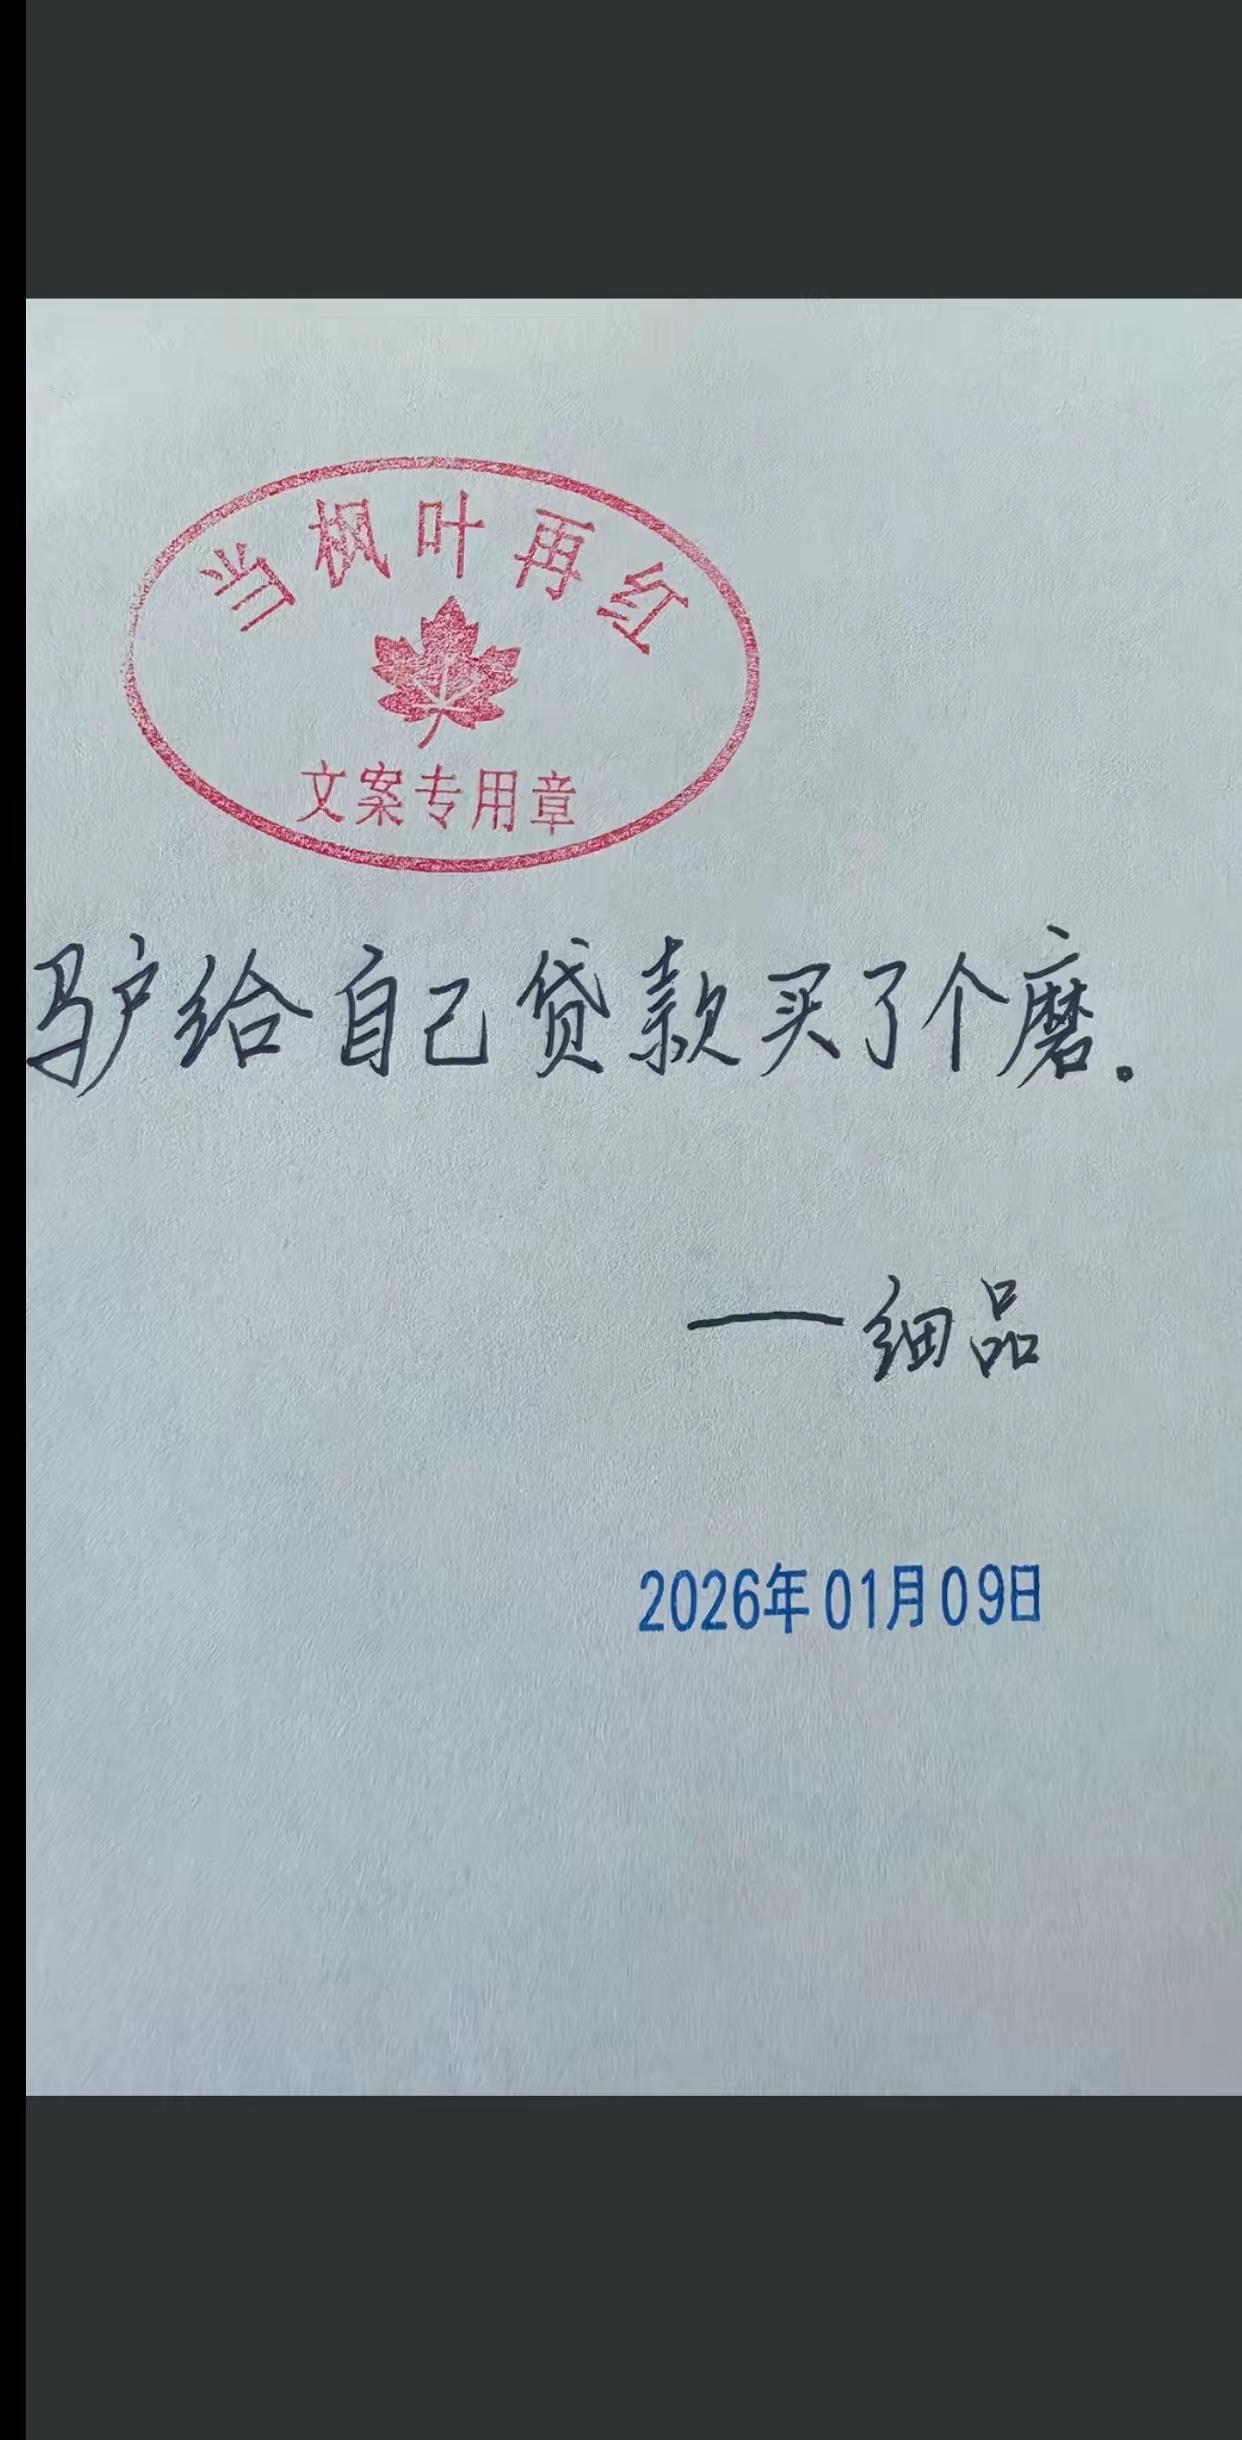 当枫叶再红
文案专用章
驴给自己贷款买了个磨。
——细品
2026年01月09日